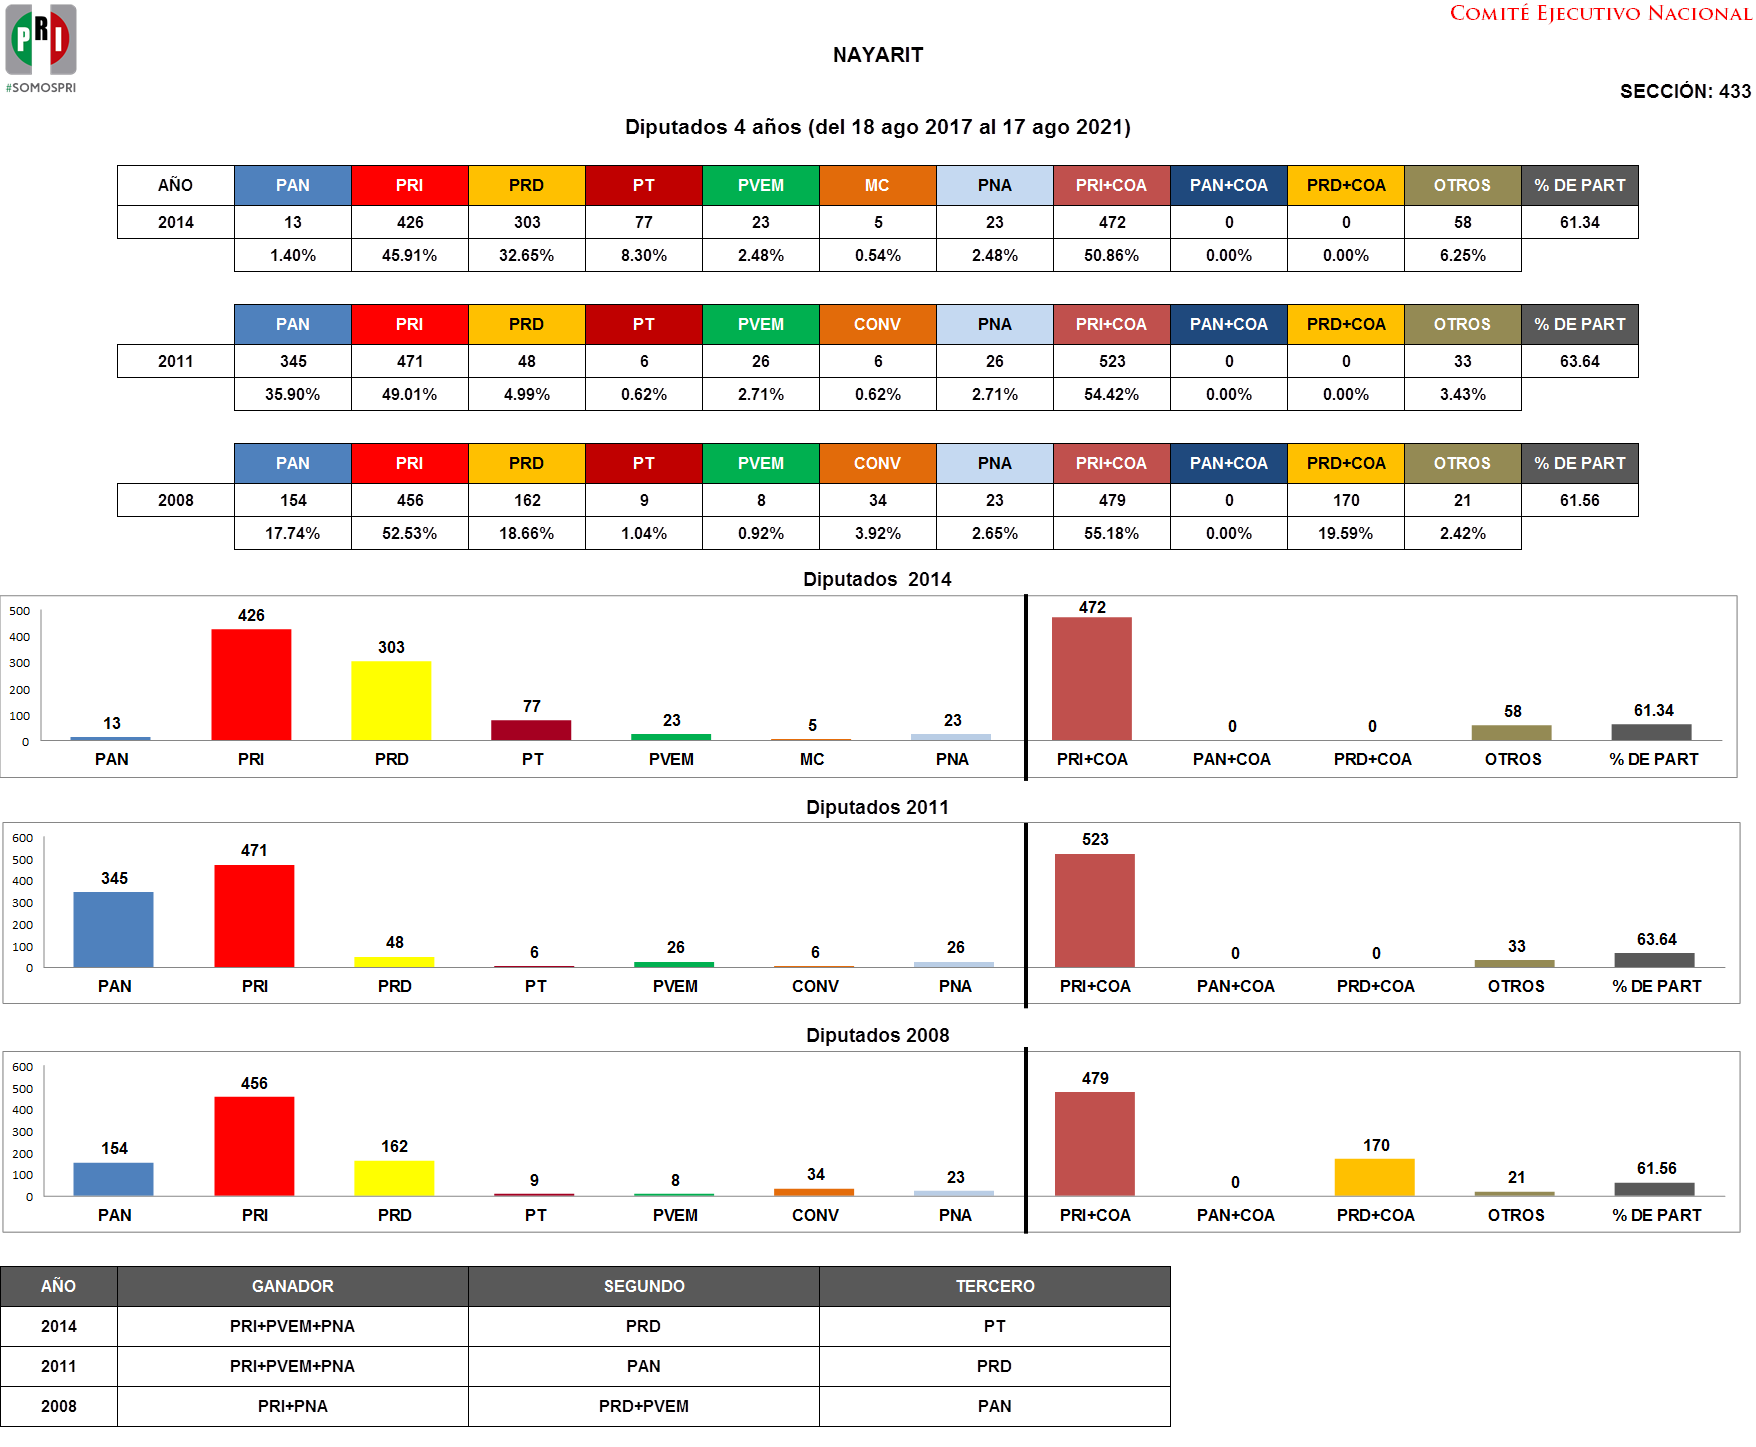 PRI
#SOMOSPRI
COMITÉ EJECUTIVO NACIONAL
NAYARIT
SECCIÓN: 433
Diputados 4 años (del 18 ago 2017 al 17 ago 2021)
AÑO PAN PRI PRD PT PVEM MC PNA PRI+COA PAN+COA PRD+COA OTROS % DE PART
2014 13 426 303 77 23 5 23 472 0 0 58 61.34
1.40% 45.91% 32.65% 8.30% 2.48% 0.54% 2.48% 50.86% 0.00% 0.00% 6.25%
PAN PRI PRD PT PVEM CONV PNA PRI+COA PAN+COA PRD+COA OTROS % DE PART
2011 345 471 48 6 26 6 26 523 0 0 33 63.64
35.90% 49.01% 4.99% 0.62% 2.71% 0.62% 2.71% 54.42% 0.00% 0.00% 3.43%
PAN PRI PRD PT PVEM CONV PNA PRI+COA PAN+COA PRD+COA OTROS % DE PART
2008 154 456 162 9 8 34 23 479 0 170 21 61.56
17.74% 52.53% 18.66% 1.04% 0.92% 3.92% 2.65% 55.18% 0.00% 19.59% 2.42%
Diputados 2014
500
400
300
200
100
0
13 426 303 77 23 5 23 472 0 0 58 61.34
PAN PRI PRD PT PVEM MC PNA PRI+COA PAN+COA PRD+COA OTROS % DE PART
Diputados 2011
600
500
400
300
200
100
0
345 471 48 6 26 6 26 523 0 0 33 63.64
PAN PRI PRD PT PVEM CONV PNA PRI+COA PAN+COA PRD+COA OTROS % DE PART
Diputados 2008
600
500
400
300
200
100
0
154 456 162 9 8 34 23 479 0 170 21 61.56
PAN PRI PRD PT PVEM CONV PNA PRI+COA PAN+COA PRD+COA OTROS % DE PART
AÑO GANADOR SEGUNDO TERCERO
2014 PRI+PVEM+PNA PRD PT
2011 PRI+PVEM+PNA PAN PRD
2008 PRI+PNA PRD+PVEM PAN